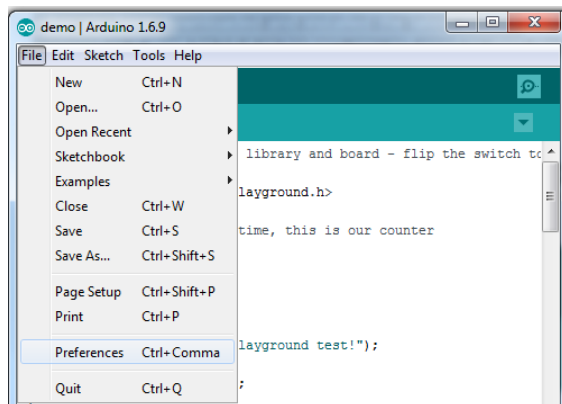 demo | Arduino 1.6.9
File Edit Sketch Tools Help
New Ctrl+N
Open... Ctrl+O
Open Recent
Sketchbook
library and board - flip the switch to
Examples
layground.h>
Close Ctrl+W
Save Ctrl+S
time, this is our counter
Save As... Ctrl+Shift+S
Page Setup Ctrl+Shift+P
Print Ctrl+P
Preferences Ctrl+Comma
layground test!");
Quit Ctrl+Q
;